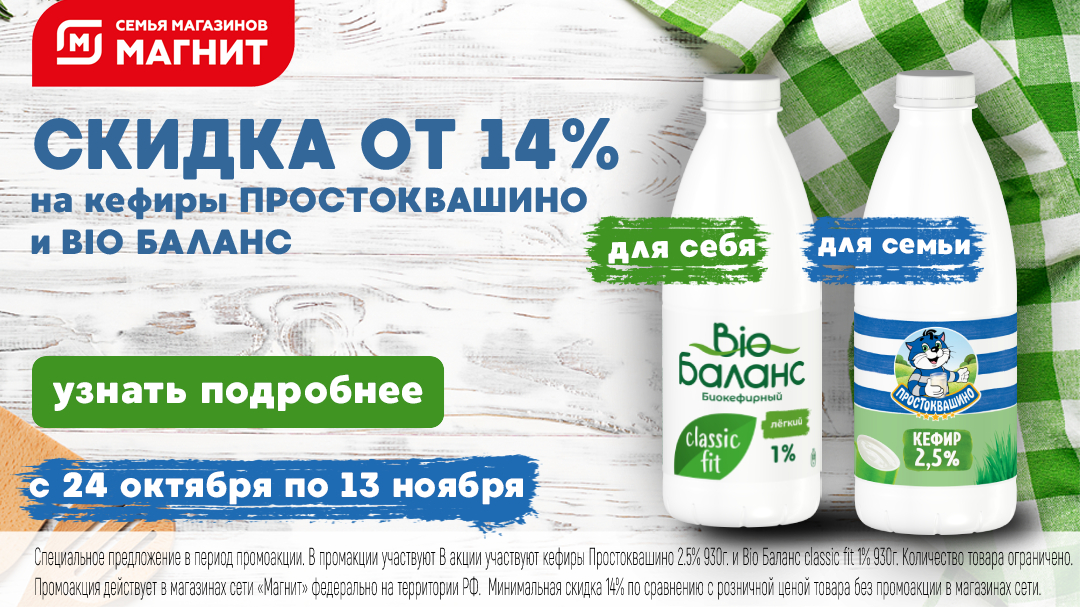 СЕМЬЯ МАГАЗИНОВ
МАГНИТ
СКИДКА ОТ 14%
на кефиры ПРОСТОКВАШИНО
и BIO БАЛАНС
для себя
для семьи
Bio
Баланс
Биокефирный
лёгкий
classic
fit
1%
ПРОСТОКВАШИНО
КЕФИР
2,5%
узнать подробнее
с 24 октября по 13 ноября
Специальное предложение в период промоакции. В промакции участвуют В акции участвуют кефиры Простоквашино 2.5% 930г. и Bio Баланс classic fit 1% 930г. Количество товара ограничено.
Промоакция действует в магазинах сети «Магнит» федерально на территории РФ. Минимальная скидка 14% по сравнению с розничной ценой товара без промоакции в магазинах сети.